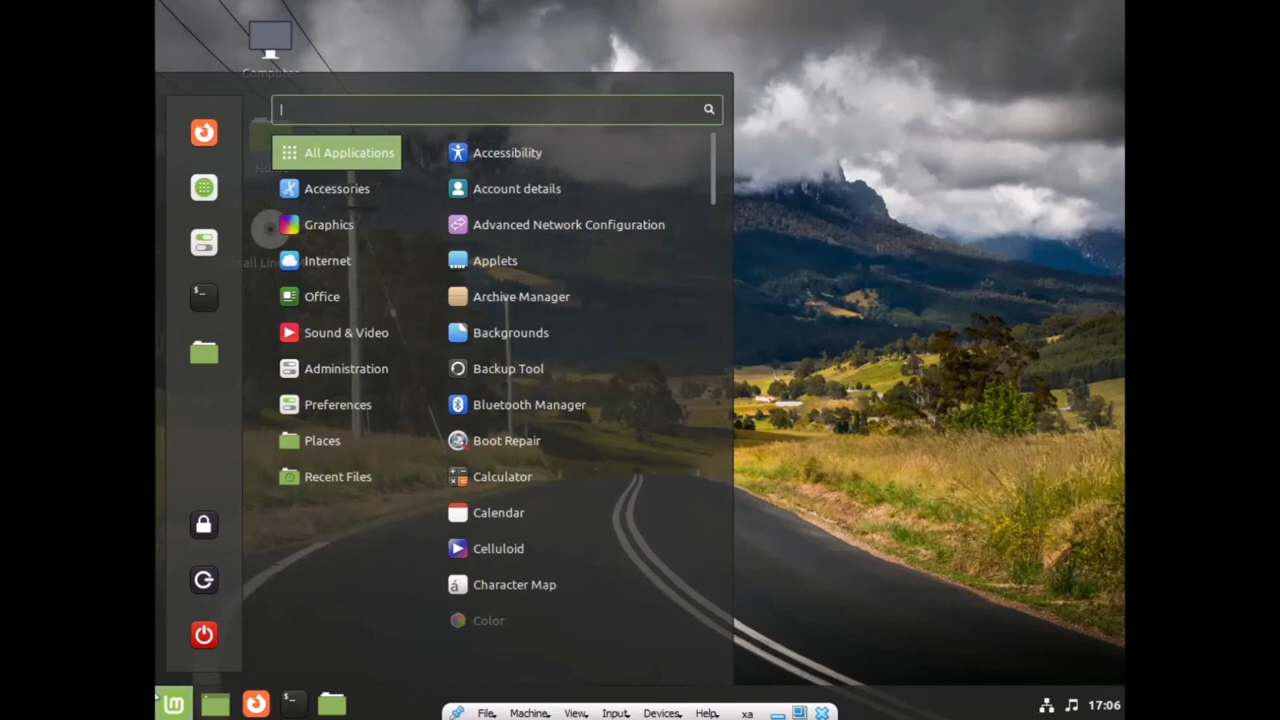 Computer
All Applications
Accessories
Graphics
Internet
Office
Sound & Video
Administration
Preferences
Places
Recent Files
Accessibility
Account details
Advanced Network Configuration
Applets
Archive Manager
Backgrounds
Backup Tool
Bluetooth Manager
Boot Repair
Calculator
Calendar
Celluloid
Character Map
Color
File Machine View Input Devices Help xa
17:06